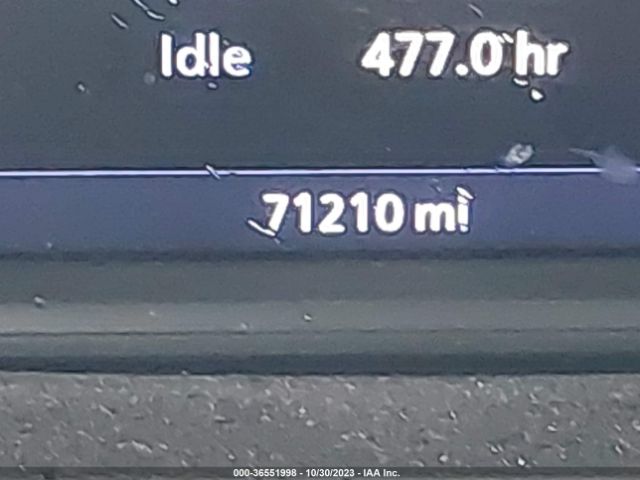 Idle 477.0 hr
71210 mi
000-36551998 - 10/30/2023 - IAA Inc.